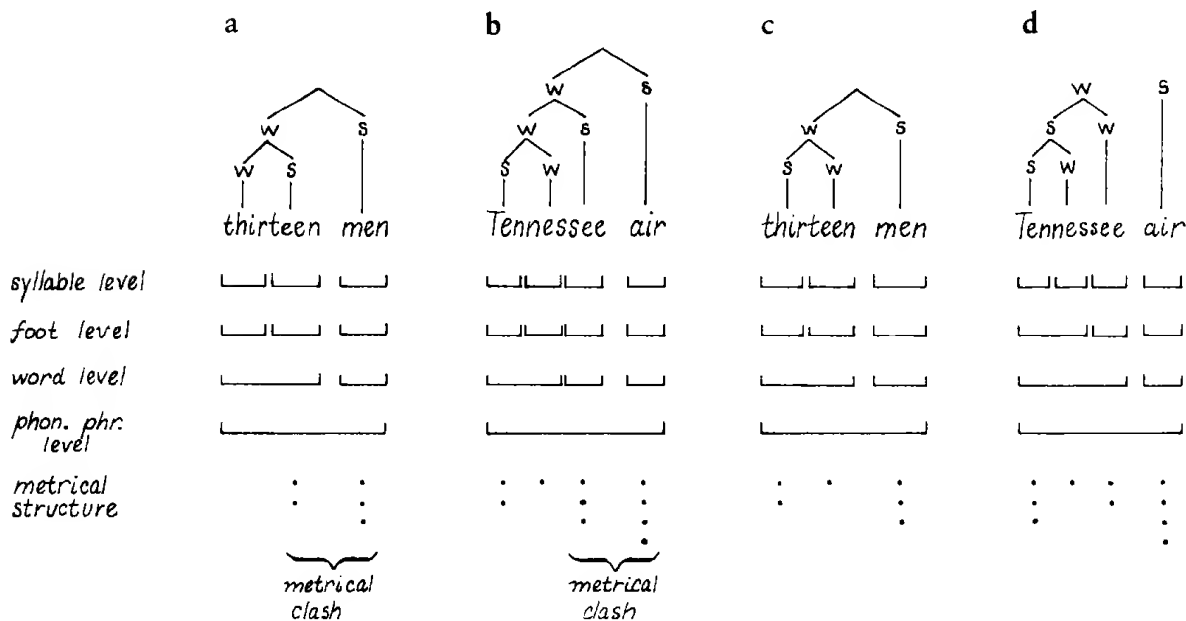 a b c d
w s
w s w s w s
w s w s s w s w
s w s w s w
thirteen men Tennessee air thirteen men Tennessee air
syllable level
foot level
word level
phon. phr.
level
metrical
structure
metrical metrical
clash clash